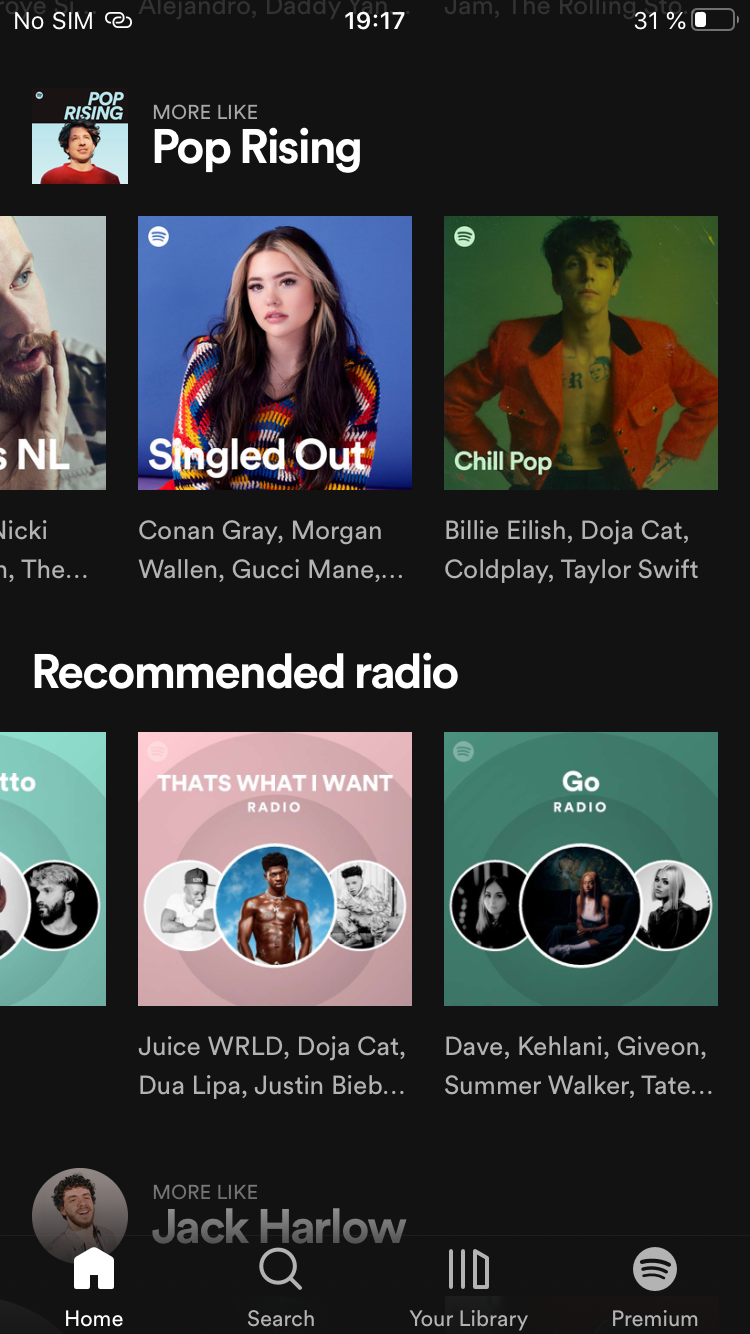 Alejandro, Daddy Yan...
Jam, The Rolling Sto...
No SIM
19:17
31 %
POP
RISING
MORE LIKE
Pop Rising
s NL
Singled Out
Chill Pop
Nicki
n, The...
Conan Gray, Morgan
Wallen, Gucci Mane,...
Billie Eilish, Doja Cat,
Coldplay, Taylor Swift
Recommended radio
tto
THATS WHAT I WANT
RADIO
Go
RADIO
Juice WRLD, Doja Cat,
Dua Lipa, Justin Bieb...
Dave, Kehlani, Giveon,
Summer Walker, Tate...
MORE LIKE
Jack Harlow
Home
Search
Your Library
Premium